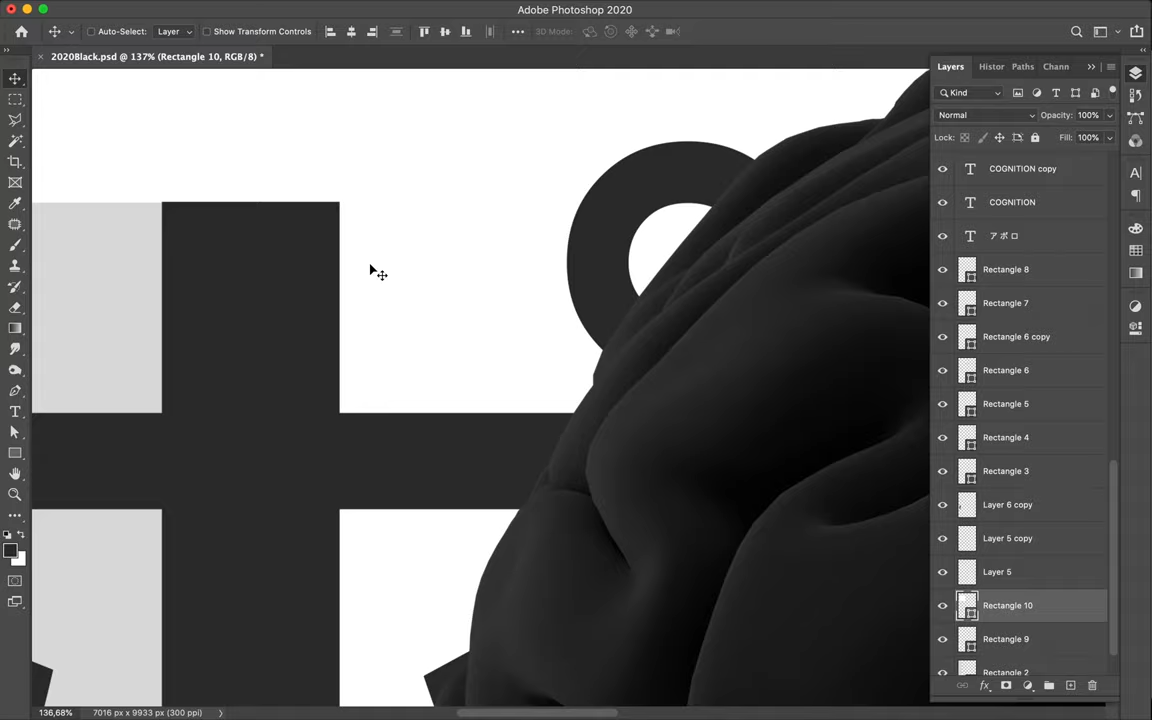 Adobe Photoshop 2020
Auto-Select: Layer Show Transform Controls 3D Mode:
2020Black.psd @ 137% (Rectangle 10, RGB/8) *
Layers Histor Paths Chann
Kind
Normal Opacity: 100%
Lock: Fill: 100%
COGNITION copy
COGNITION
アポロ
Rectangle 8
Rectangle 7
Rectangle 6 copy
Rectangle 6
Rectangle 5
Rectangle 4
Rectangle 3
Layer 6 copy
Layer 5 copy
Layer 5
Rectangle 10
Rectangle 9
Rectangle 2
136,68% 7016 px x 9933 px (300 ppi)